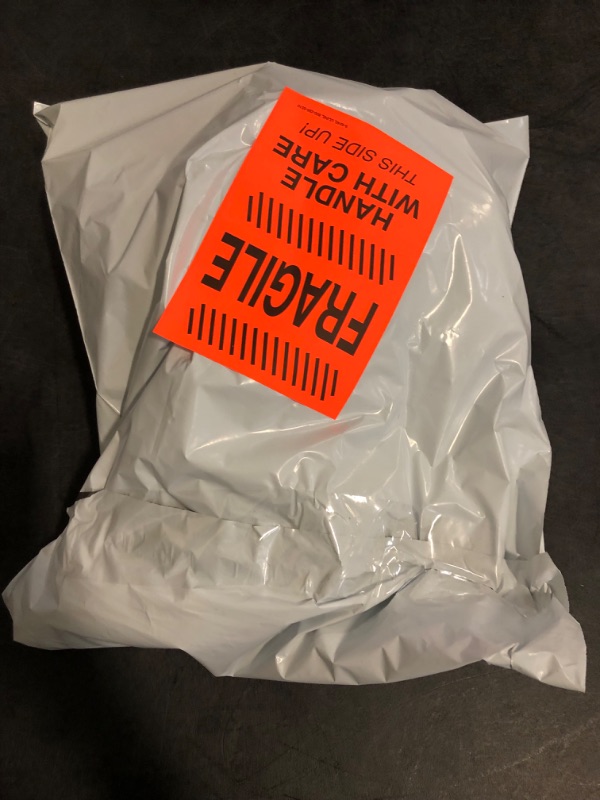 FRAGILE
HANDLE
WITH CARE
THIS SIDE UP!